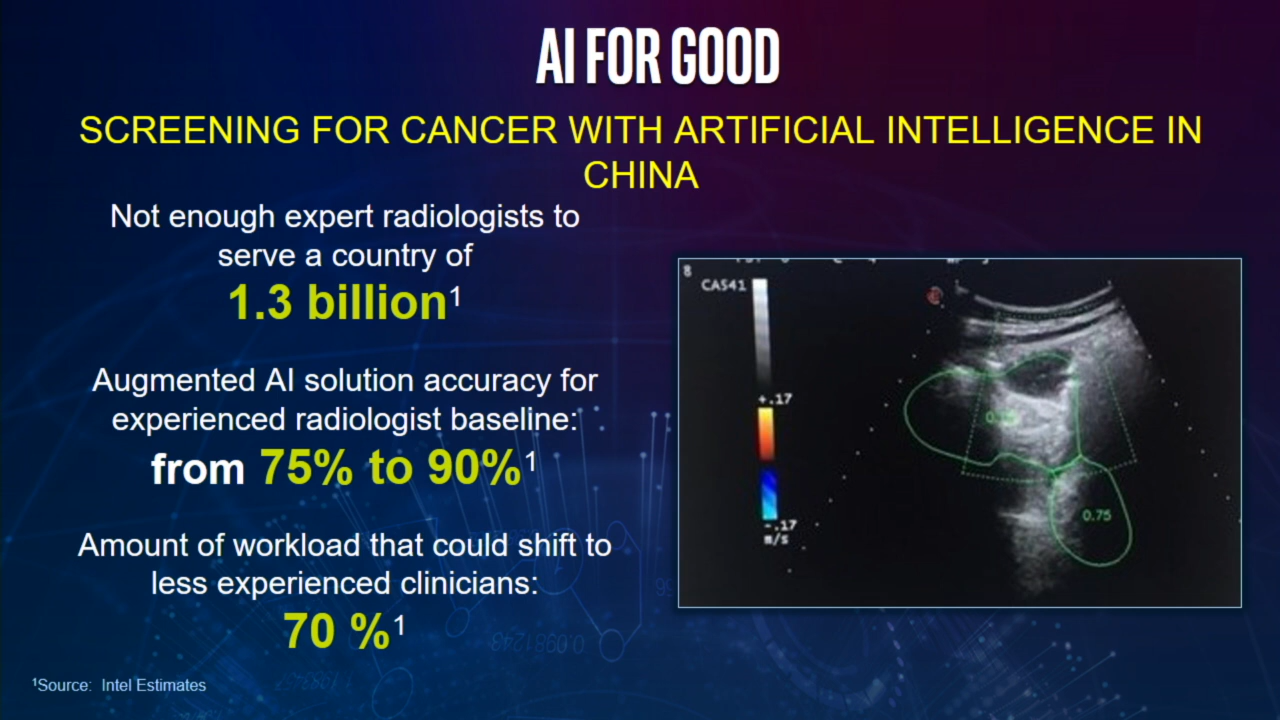 AI FOR GOOD
SCREENING FOR CANCER WITH ARTIFICIAL INTELLIGENCE IN
CHINA
Not enough expert radiologists to
serve a country of
1.3 billion¹
Augmented AI solution accuracy for
experienced radiologist baseline:
from 75% to 90%¹
Amount of workload that could shift to
less experienced clinicians:
70 %¹
¹Source: Intel Estimates
8
CA541
+.17
-.17
m/s
0.75